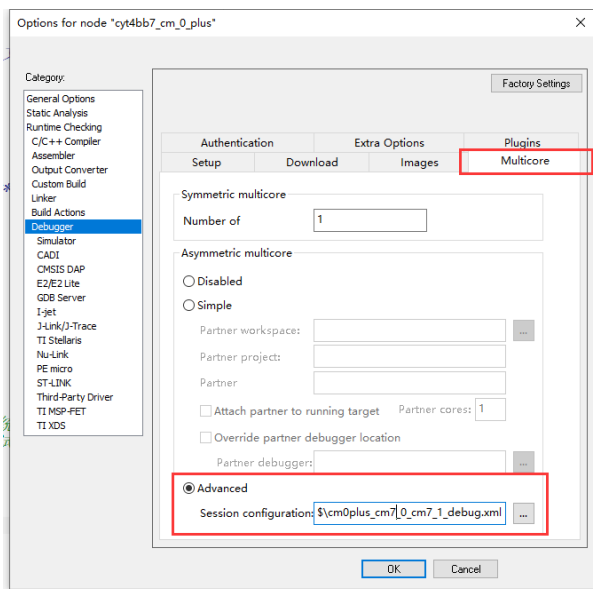 Options for node "cyt4bb7_cm_0_plus"
Category:
Factory Settings
General Options
Static Analysis
Runtime Checking
C/C++ Compiler
Assembler
Output Converter
Custom Build
Linker
Build Actions
Debugger
Simulator
CADI
CMSIS DAP
E2/E2 Lite
GDB Server
I-jet
J-Link/J-Trace
TI Stellaris
Nu-Link
PE micro
ST-LINK
Third-Party Driver
TI MSP-FET
TI XDS
Authentication Extra Options Plugins
Setup Download Images Multicore
Symmetric multicore
Number of 1
Asymmetric multicore
Disabled
Simple
Partner workspace: ...
Partner project:
Partner
Attach partner to running target Partner cores: 1
Override partner debugger location
Partner debugger: ...
Advanced
Session configuration: $\cm0plus_cm7_0_cm7_1_debug.xml ...
OK Cancel